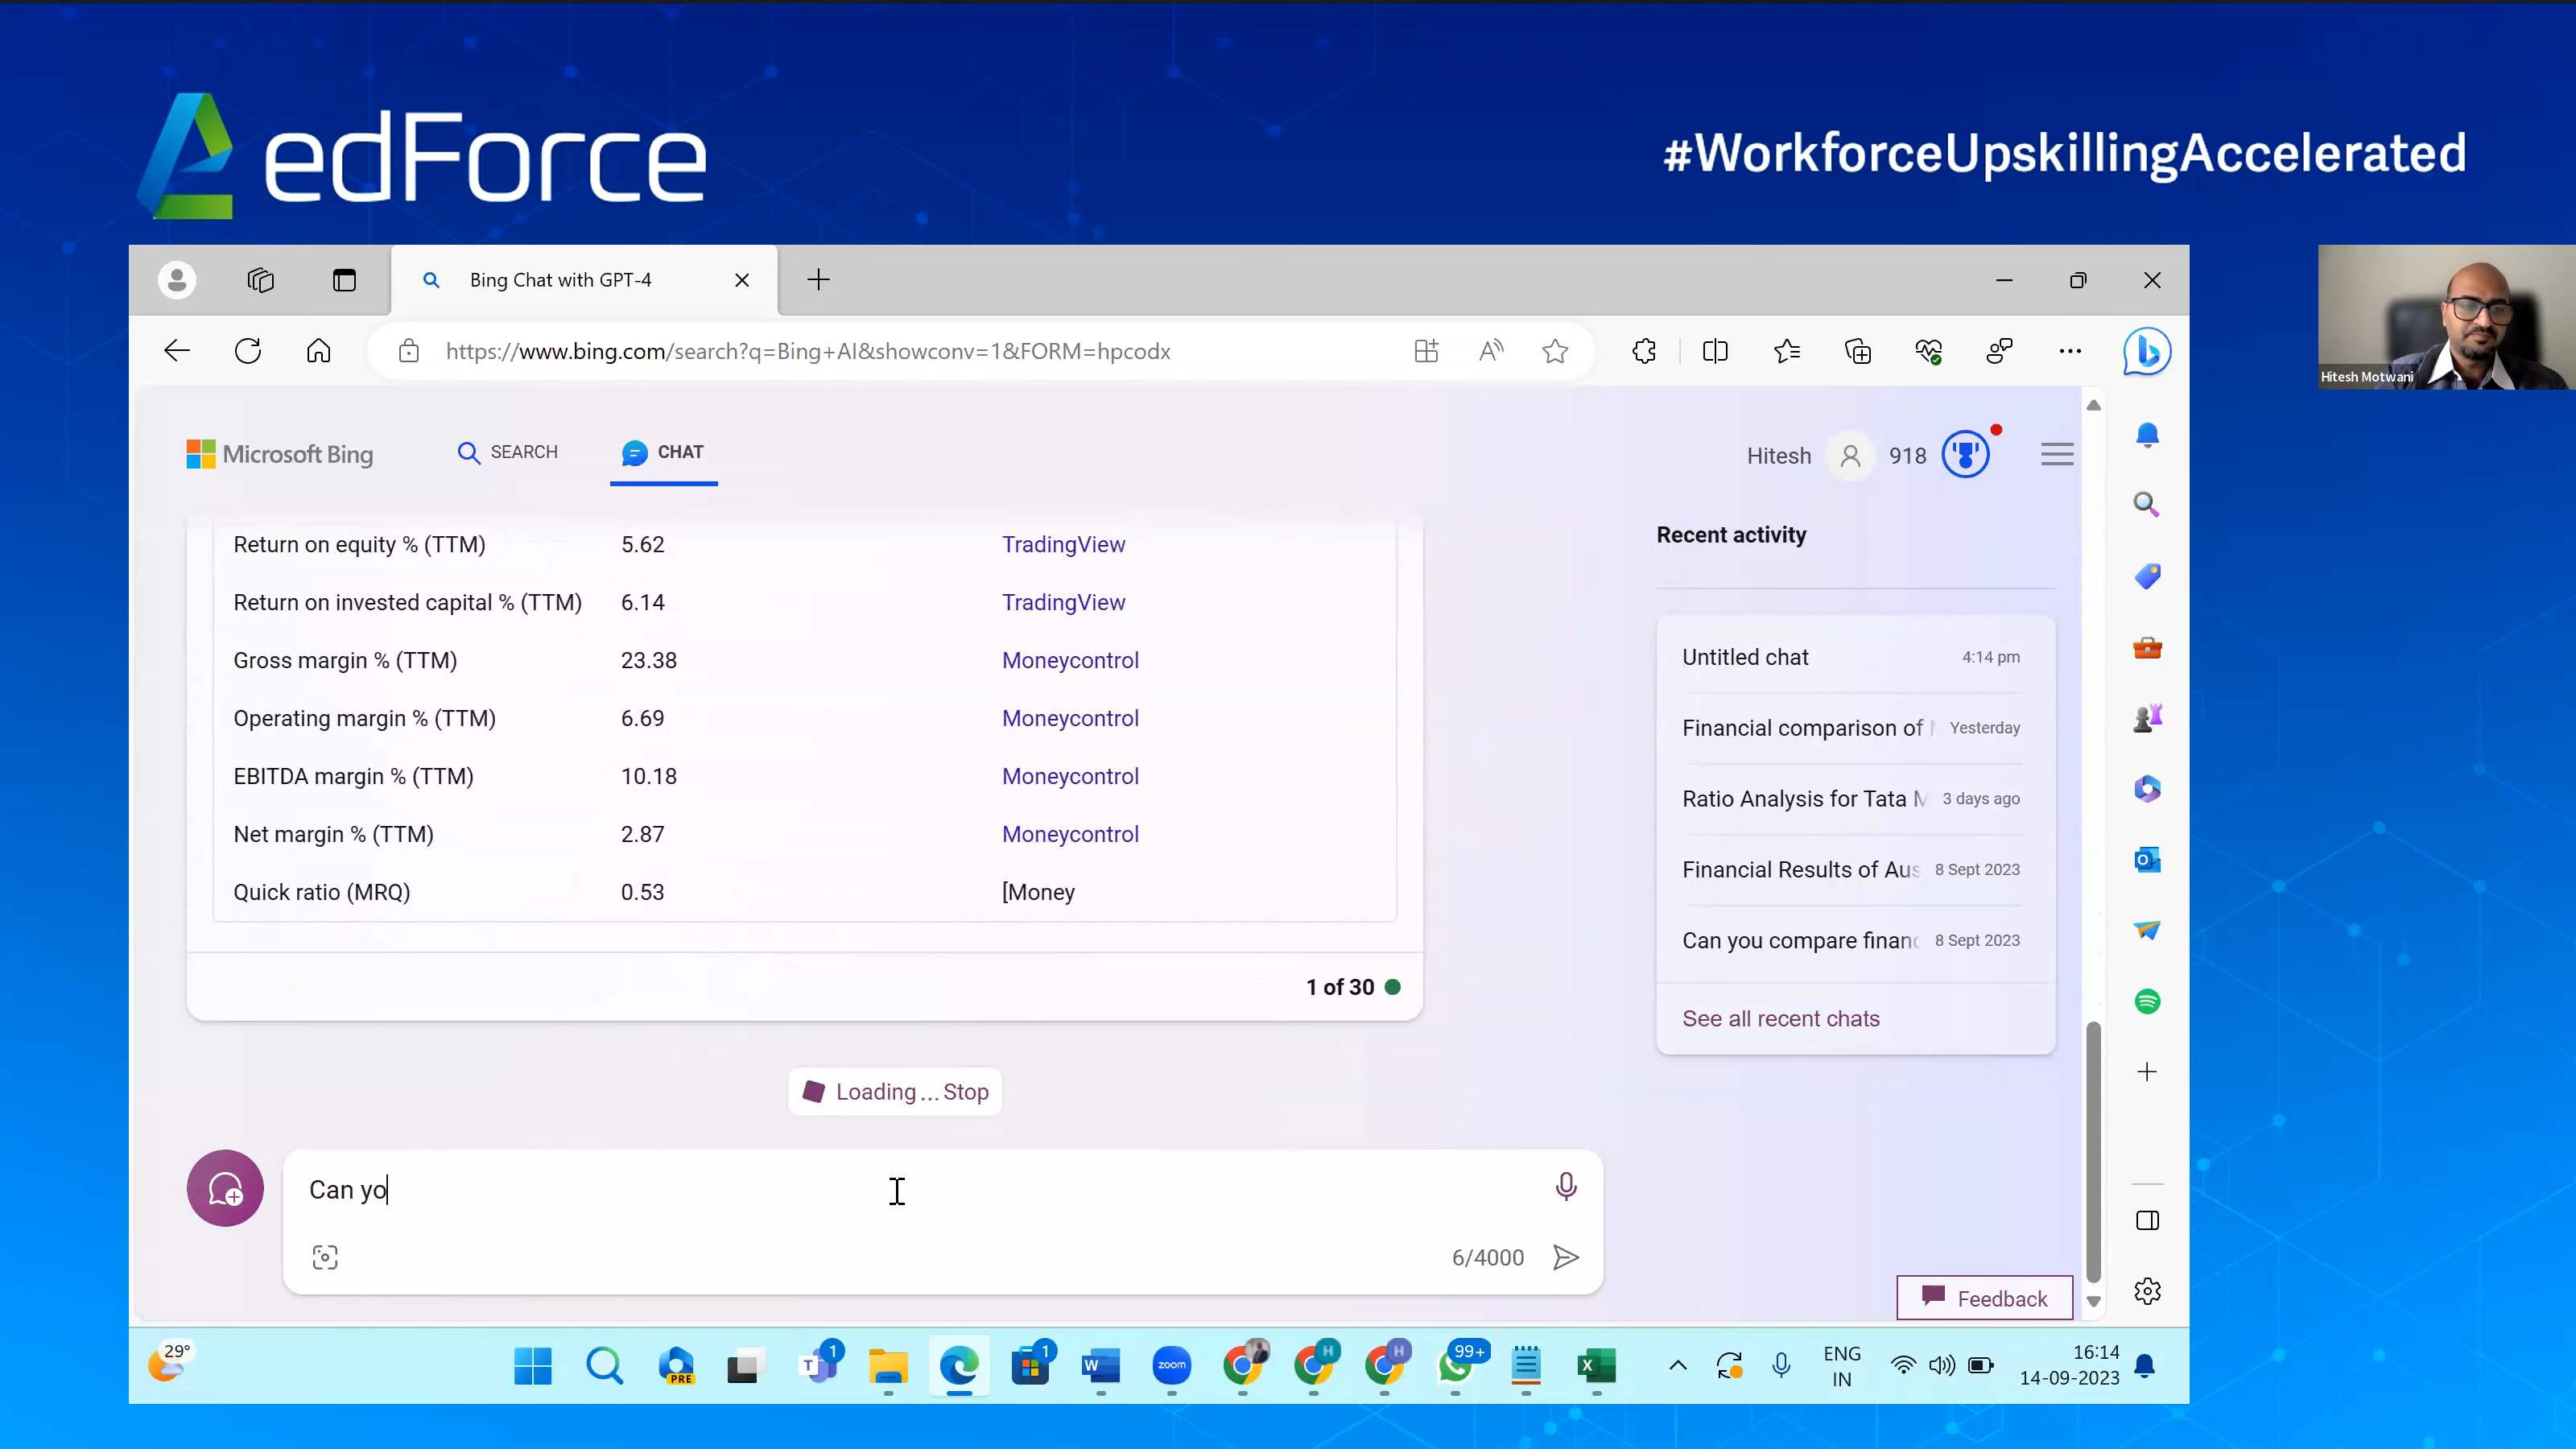 edForce
#WorkforceUpskillingAccelerated
Bing Chat with GPT-4
https://www.bing.com/search?q=Bing+AI&showconv=1&FORM=hpcodx
Hitesh Motwani
Microsoft Bing
SEARCH
CHAT
Hitesh
918
Return on equity % (TTM) 5.62 TradingView
Return on invested capital % (TTM) 6.14 TradingView
Gross margin % (TTM) 23.38 Moneycontrol
Operating margin % (TTM) 6.69 Moneycontrol
EBITDA margin % (TTM) 10.18 Moneycontrol
Net margin % (TTM) 2.87 Moneycontrol
Quick ratio (MRQ) 0.53 [Money
1 of 30
Recent activity
Untitled chat 4:14 pm
Financial comparison of Yesterday
Ratio Analysis for Tata M 3 days ago
Financial Results of Aus 8 Sept 2023
Can you compare financ 8 Sept 2023
See all recent chats
Loading ... Stop
Can yo
6/4000
Feedback
29°
PRE
T
1
1
W
zoom
H
H
99+
X
ENG
IN
16:14
14-09-2023